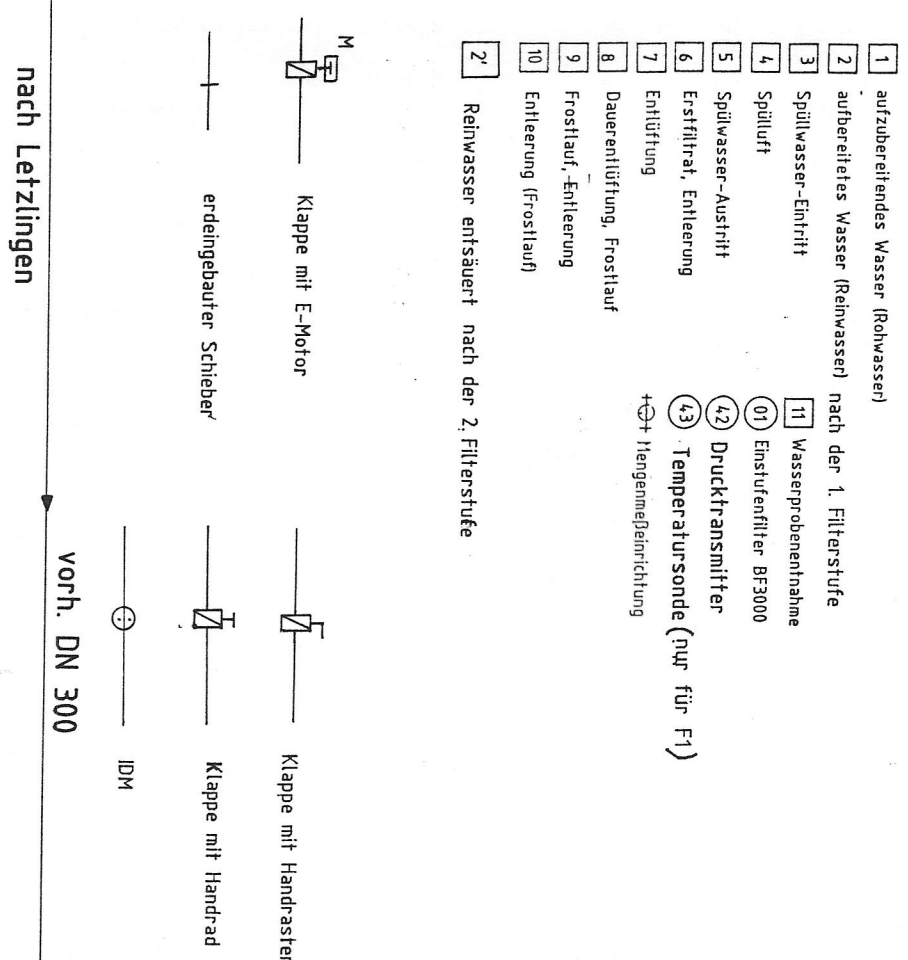 1 aufzubereitendes Wasser (Rohwasser)
2 aufbereitetes Wasser (Reinwasser) nach der 1. Filterstufe
3 Spüllwasser-Eintritt
4 Spülluft
5 Spülwasser-Austritt
6 Erstfiltrat, Entleerung
7 Entlüftung
8 Dauerentlüftung, Frostlauf
9 Frostlauf, Entleerung
10 Entleerung (Frostlauf)
11 Wasserprobenentnahme
01 Einstufenfilter BF3000
42 Drucktransmitter
43 Temperatursonde (nur für F1)
Mengenmeßeinrichtung
2' Reinwasser entsäuert nach der 2. Filterstufe
M
Klappe mit E-Motor
erdeingebauter Schieber
Klappe mit Handraster
Klappe mit Handrad
IDM
nach Letzlingen
vorh. DN 300